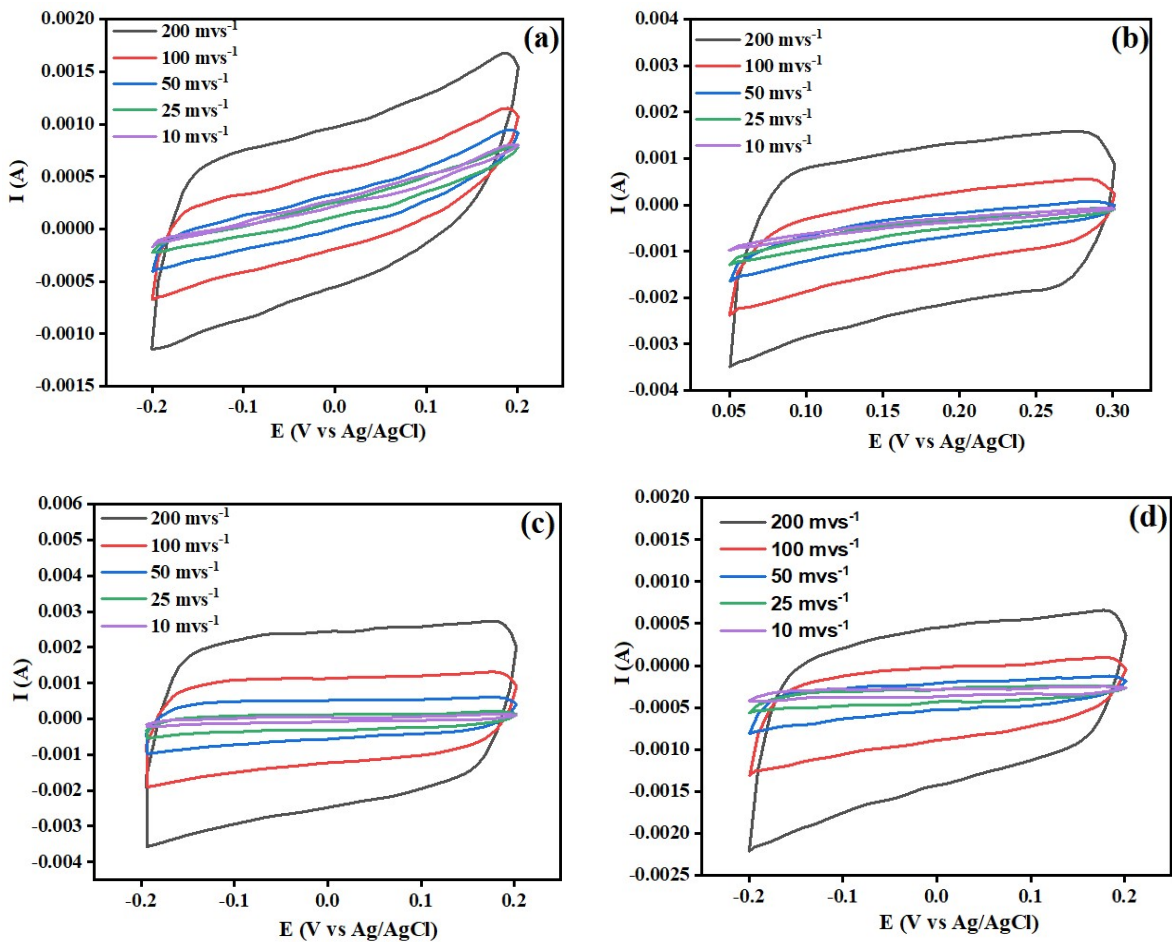 (a)
200 mvs-1
100 mvs-1
50 mvs-1
25 mvs-1
10 mvs-1
0.0020
0.0015
0.0010
0.0005
0.0000
-0.0005
-0.0010
-0.0015
I (A)
-0.2 -0.1 0.0 0.1 0.2
E (V vs Ag/AgCl)
(b)
200 mvs-1
100 mvs-1
50 mvs-1
25 mvs-1
10 mvs-1
0.004
0.003
0.002
0.001
0.000
-0.001
-0.002
-0.003
-0.004
I (A)
0.05 0.10 0.15 0.20 0.25 0.30
E (V vs Ag/AgCl)
(c)
200 mvs-1
100 mvs-1
50 mvs-1
25 mvs-1
10 mvs-1
0.006
0.005
0.004
0.003
0.002
0.001
0.000
-0.001
-0.002
-0.003
-0.004
I (A)
-0.2 -0.1 0.0 0.1 0.2
E (V vs Ag/AgCl)
(d)
200 mvs-1
100 mvs-1
50 mvs-1
25 mvs-1
10 mvs-1
0.0020
0.0015
0.0010
0.0005
0.0000
-0.0005
-0.0010
-0.0015
-0.0020
-0.0025
I (A)
-0.2 -0.1 0.0 0.1 0.2
E (V vs Ag/AgCl)